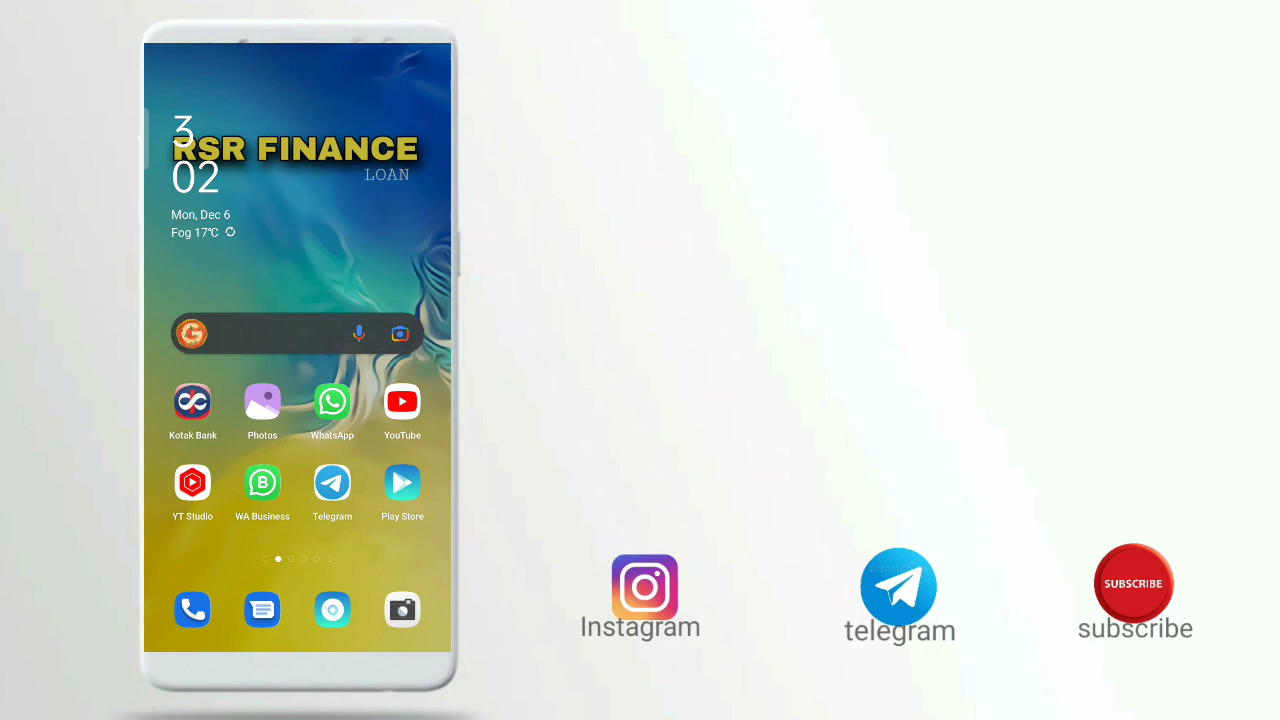 3
RSR FINANCE
02
LOAN
Mon, Dec 6
Fog 17°C
Kotak Bank
Photos
WhatsApp
YouTube
YT Studio
WA Business
Telegram
Play Store
Instagram
telegram
SUBSCRIBE
subscribe